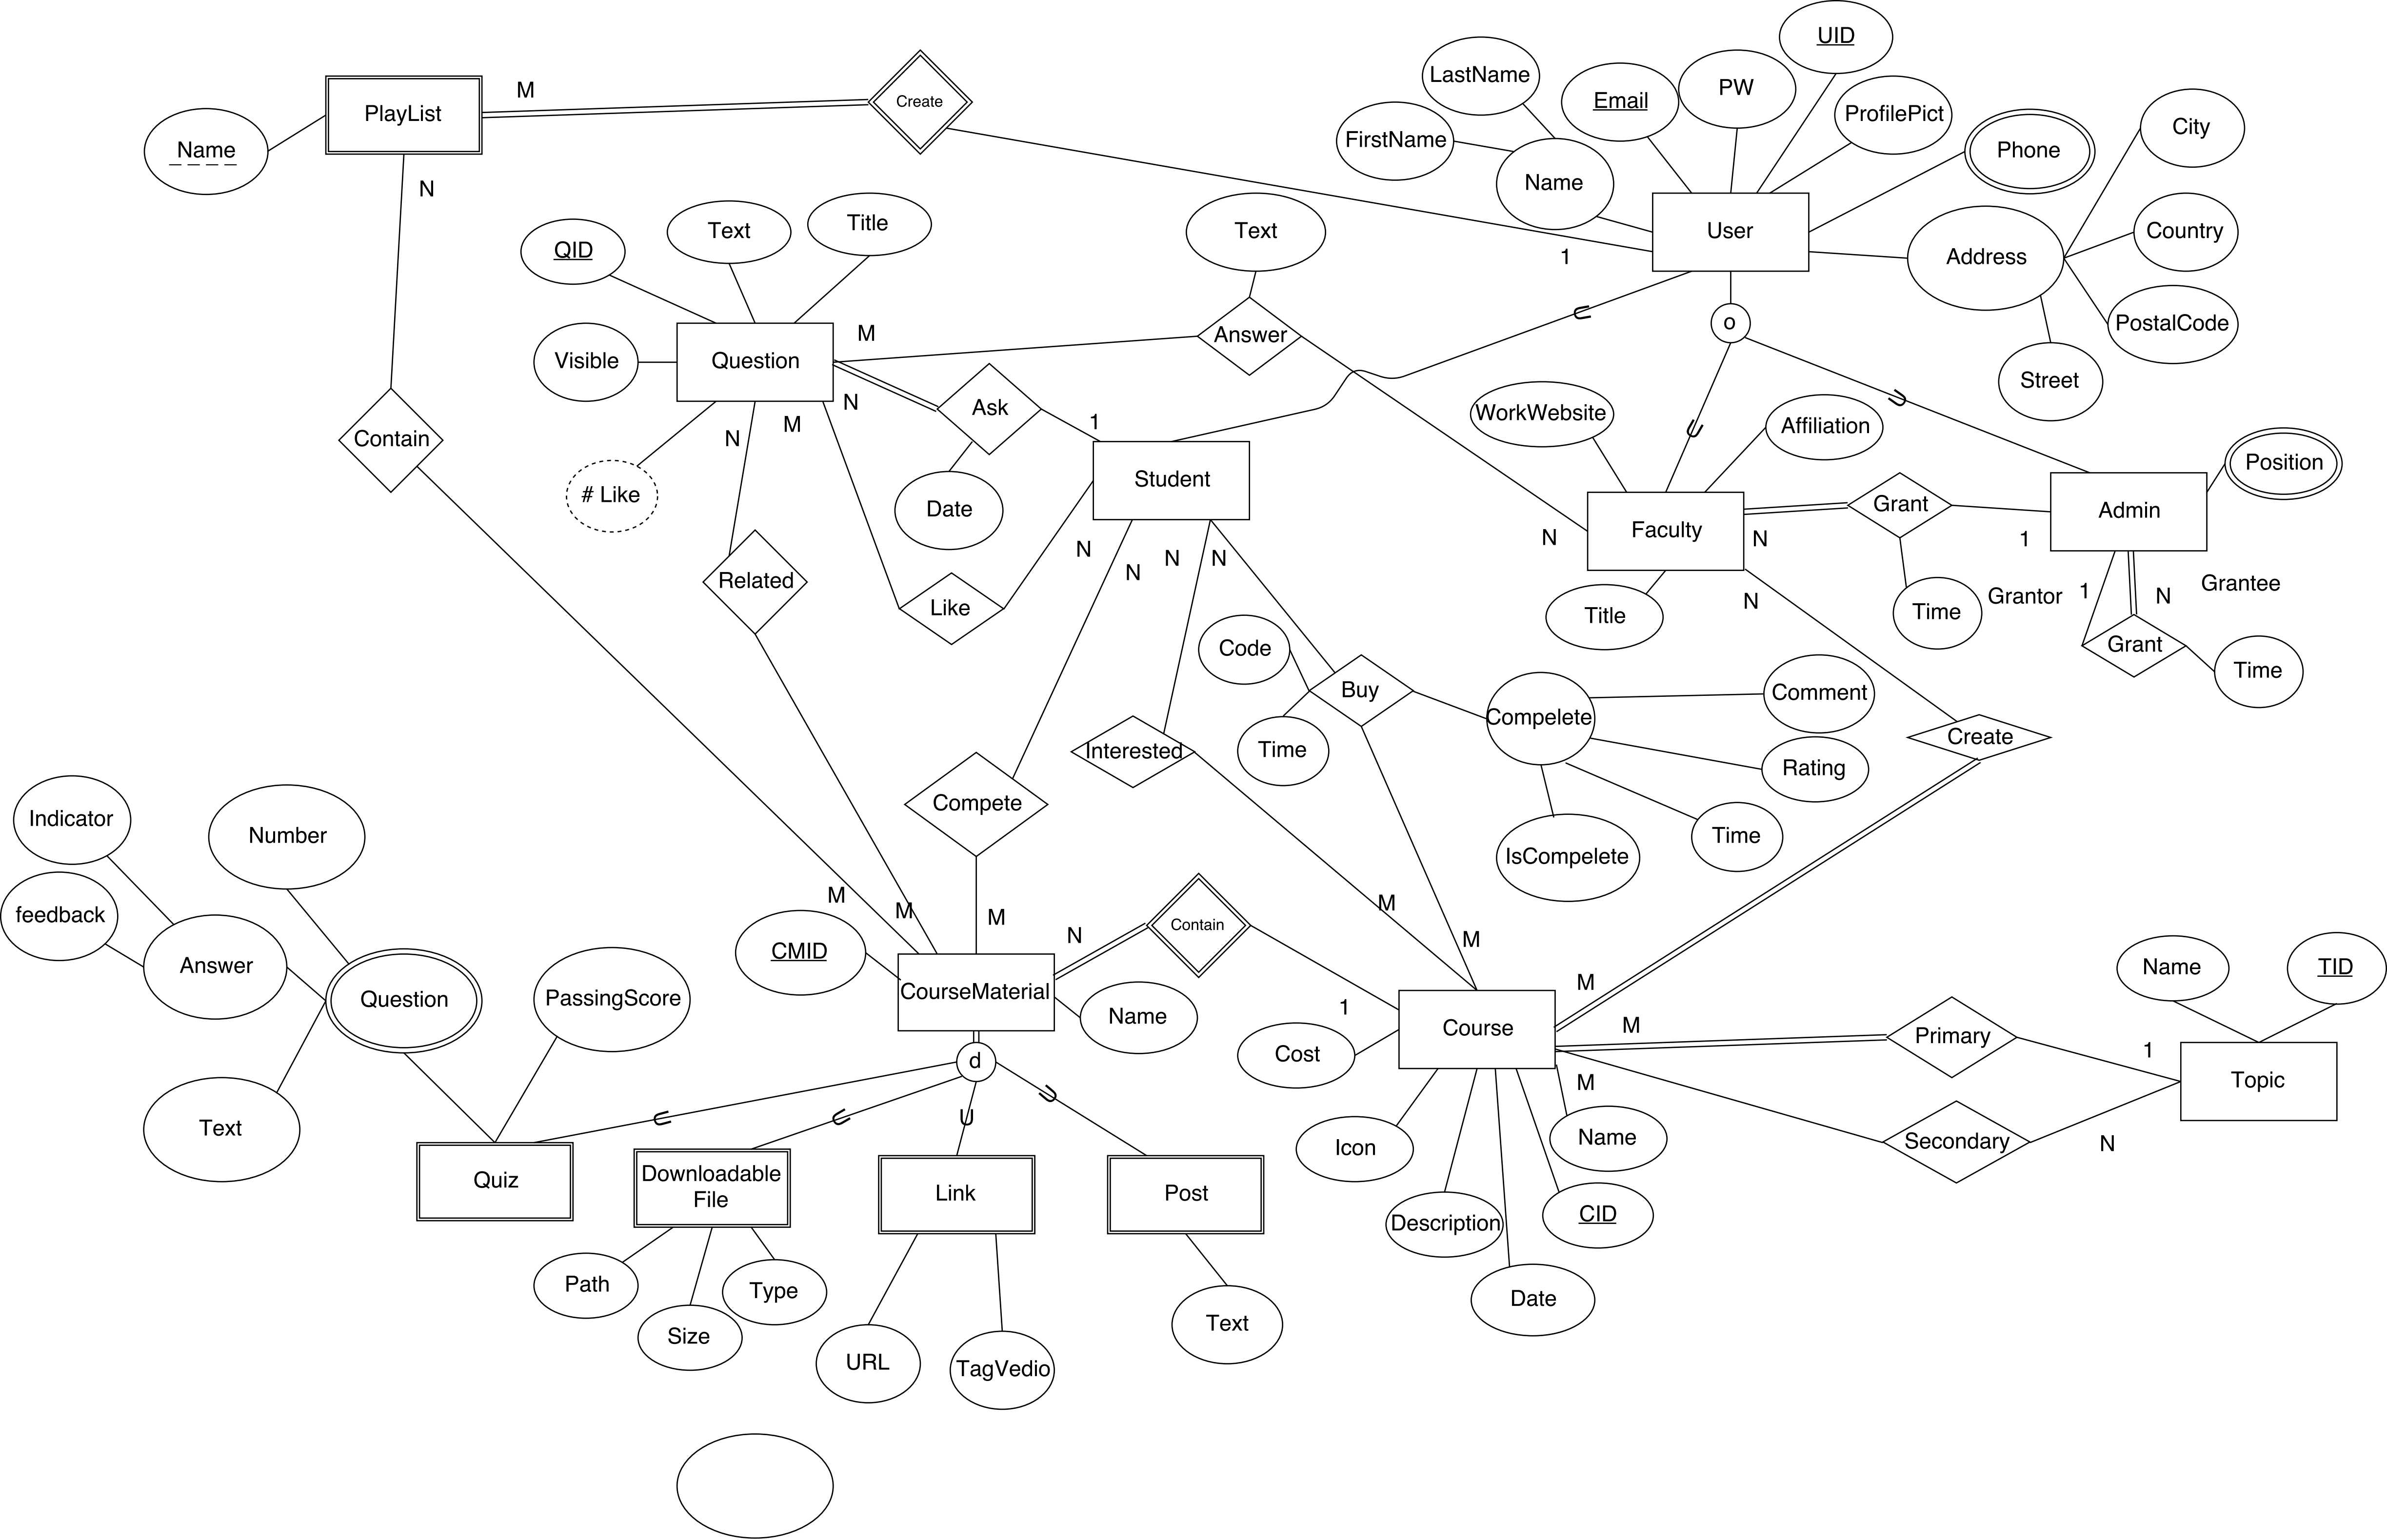 UID
LastName
Email
PW
ProfilePict
M
Create
PlayList
FirstName
City
Name
Phone
Name
N
Text
Title
Text
User
Country
QID
1
Address
o
PostalCode
M
Answer
Visible
Question
Street
N
Ask
1
WorkWebsite
Affiliation
Contain
N
M
Student
Position
# Like
Date
Grant
Admin
Faculty
N
N
1
N
N
N
N
Related
Like
Title
N
Time
Grantor
1
N
Grantee
Code
Grant
Time
Buy
Compelete
Comment
Create
Interested
Time
Rating
Compete
Indicator
Number
Time
IsCompelete
feedback
M
M
M
M
Contain
N
M
Answer
CMID
Name
TID
Question
PassingScore
CourseMaterial
M
1
Name
Course
M
Primary
1
Cost
d
Topic
M
Text
U
U
U
U
Icon
Name
Secondary
N
Quiz
Downloadable
File
Link
Post
Description
CID
Path
Type
Date
Size
Text
URL
TagVedio
U
U
U